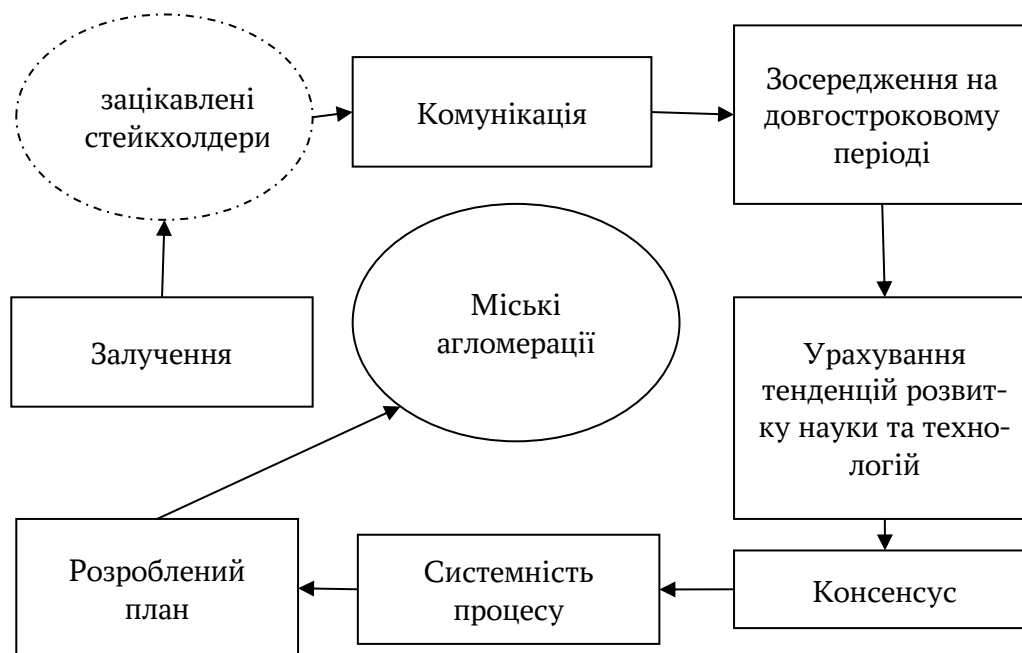 зацікавлені
стейкхолдери
Комунікація
Зосередження на
довгостроковому
періоді
Залучення
Міські
агломерації
Урахування
тенденцій розвит-
ку науки та техно-
логій
Розроблений
план
Системність
процесу
Консенсус